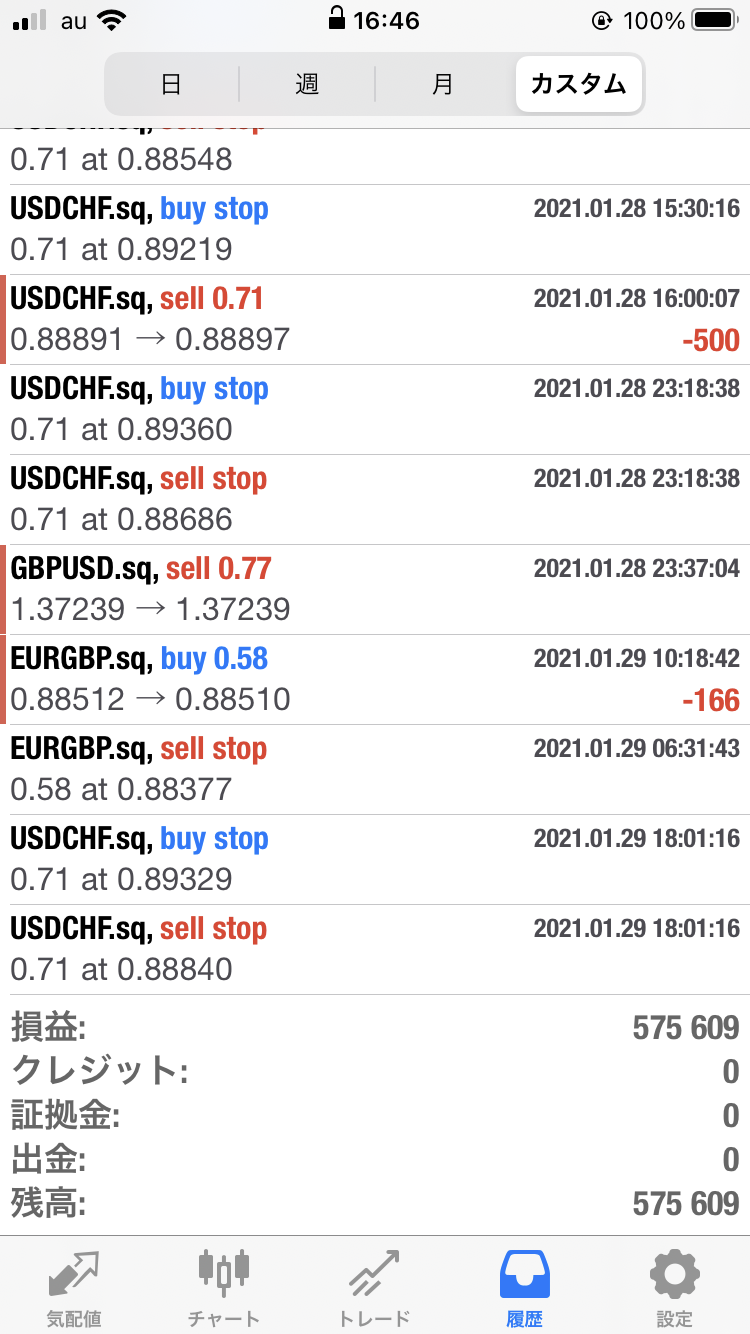 au 16:46 100%
日 週 月 カスタム
0.71 at 0.88548
USDCHF.sq, buy stop 2021.01.28 15:30:16
0.71 at 0.89219
USDCHF.sq, sell 0.71 2021.01.28 16:00:07
0.88891 → 0.88897 -500
USDCHF.sq, buy stop 2021.01.28 23:18:38
0.71 at 0.89360
USDCHF.sq, sell stop 2021.01.28 23:18:38
0.71 at 0.88686
GBPUSD.sq, sell 0.77 2021.01.28 23:37:04
1.37239 → 1.37239
EURGBP.sq, buy 0.58 2021.01.29 10:18:42
0.88512 → 0.88510 -166
EURGBP.sq, sell stop 2021.01.29 06:31:43
0.58 at 0.88377
USDCHF.sq, buy stop 2021.01.29 18:01:16
0.71 at 0.89329
USDCHF.sq, sell stop 2021.01.29 18:01:16
0.71 at 0.88840
損益: 575 609
クレジット: 0
証拠金: 0
出金: 0
残高: 575 609
気配値 チャート トレード 履歴 設定